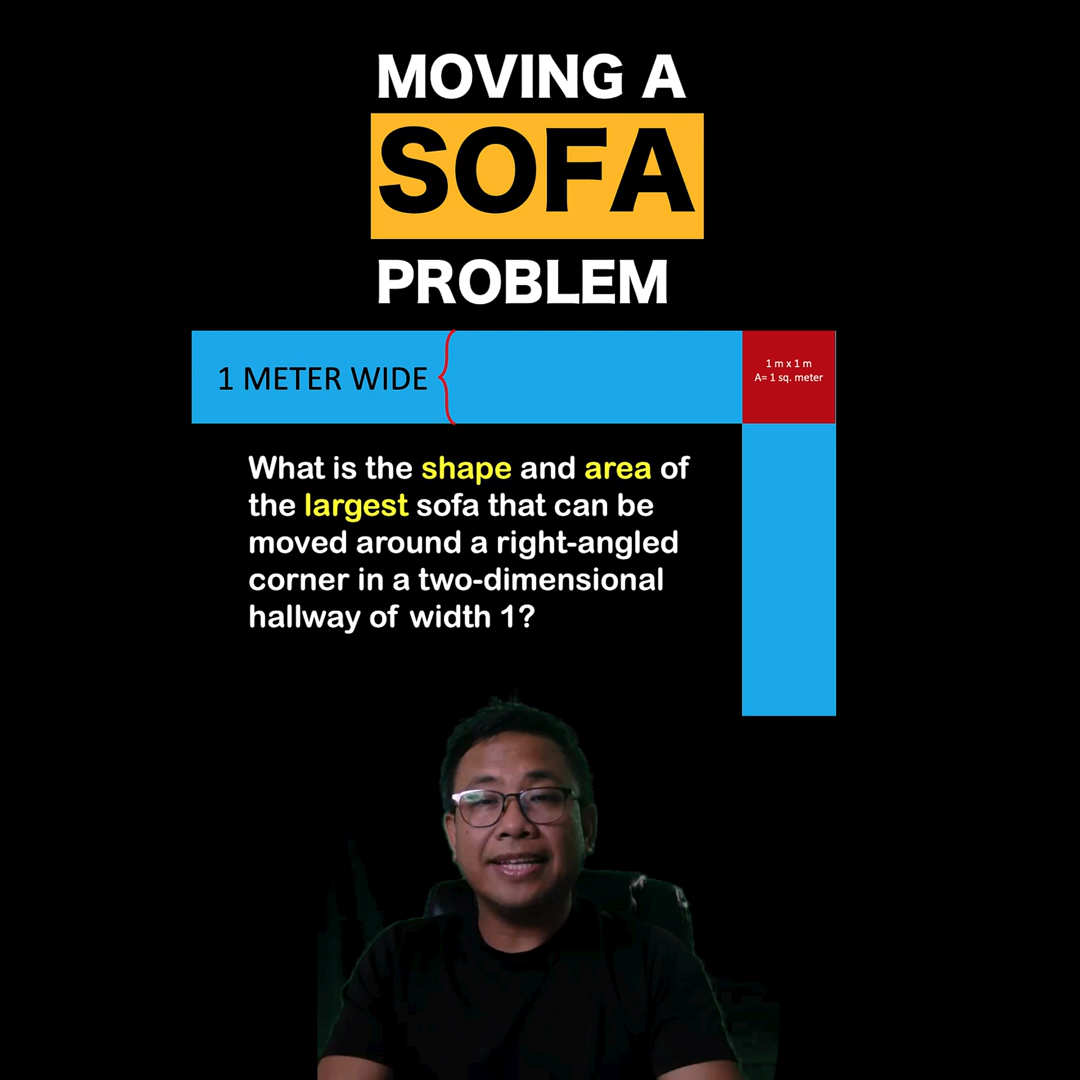 MOVING A
SOFA
PROBLEM
1 METER WIDE
1 m x 1 m
A= 1 sq. meter
What is the shape and area of
the largest sofa that can be
moved around a right-angled
corner in a two-dimensional
hallway of width 1?